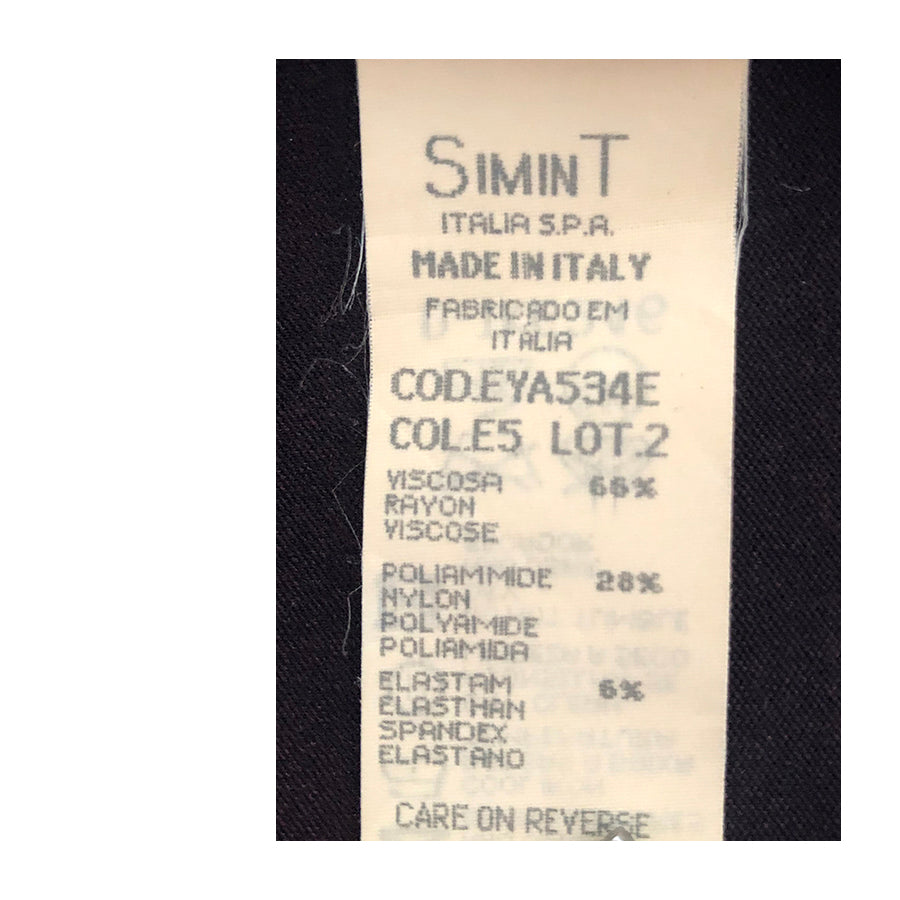 SIMINT
ITALIA S.P.A.
MADE IN ITALY
FABRICADO EM
ITÁLIA
COD.EYA534E
COL.E5 LOT.2
VISCOSA 66%
RAYON
VISCOSE
POLIAMMIDE 28%
NYLON
POLYAMIDE
POLIAMIDA
ELASTAM 6%
ELASTHAN
SPANDEX
ELASTANO
CARE ON REVERSE